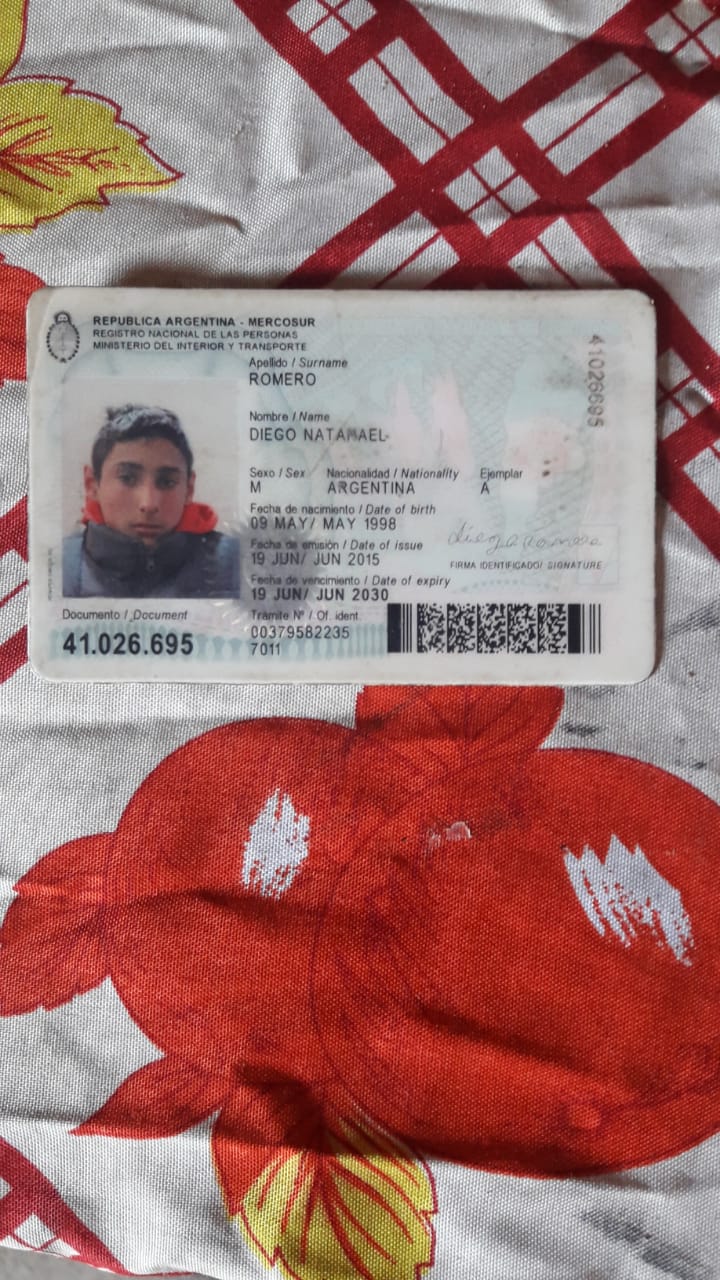 REPUBLICA ARGENTINA - MERCOSUR
REGISTRO NACIONAL DE LAS PERSONAS
MINISTERIO DEL INTERIOR Y TRANSPORTE
Apellido / Surname
ROMERO
Nombre / Name
DIEGO NATANAEL
Sexo / Sex Nacionalidad / Nationality Ejemplar
M ARGENTINA A
Fecha de nacimiento / Date of birth
09 MAY/ MAY 1998
Fecha de emisión / Date of issue
19 JUN/ JUN 2015
FIRMA IDENTIFICADO/ SIGNATURE
Fecha de vencimiento / Date of expiry
19 JUN/ JUN 2030
Documento / Document
41.026.695
Tramite Nº / Of. ident.
00379582235
7011
41026695